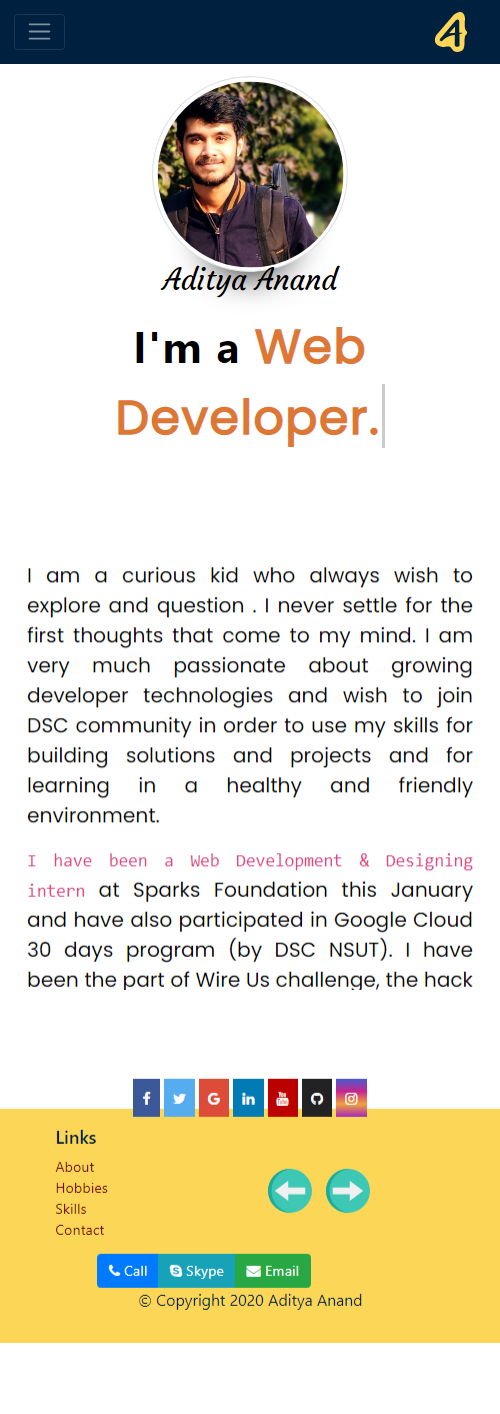 Aditya Anand
I'm a Web
Developer.
I am a curious kid who always wish to
explore and question . I never settle for the
first thoughts that come to my mind. I am
very much passionate about growing
developer technologies and wish to join
DSC community in order to use my skills for
building solutions and projects and for
learning in a healthy and friendly
environment.
I have been a Web Development & Designing
intern at Sparks Foundation this January
and have also participated in Google Cloud
30 days program (by DSC NSUT). I have
been the part of Wire Us challenge, the hack
Links
About
Hobbies
Skills
Contact
Call Skype Email
© Copyright 2020 Aditya Anand